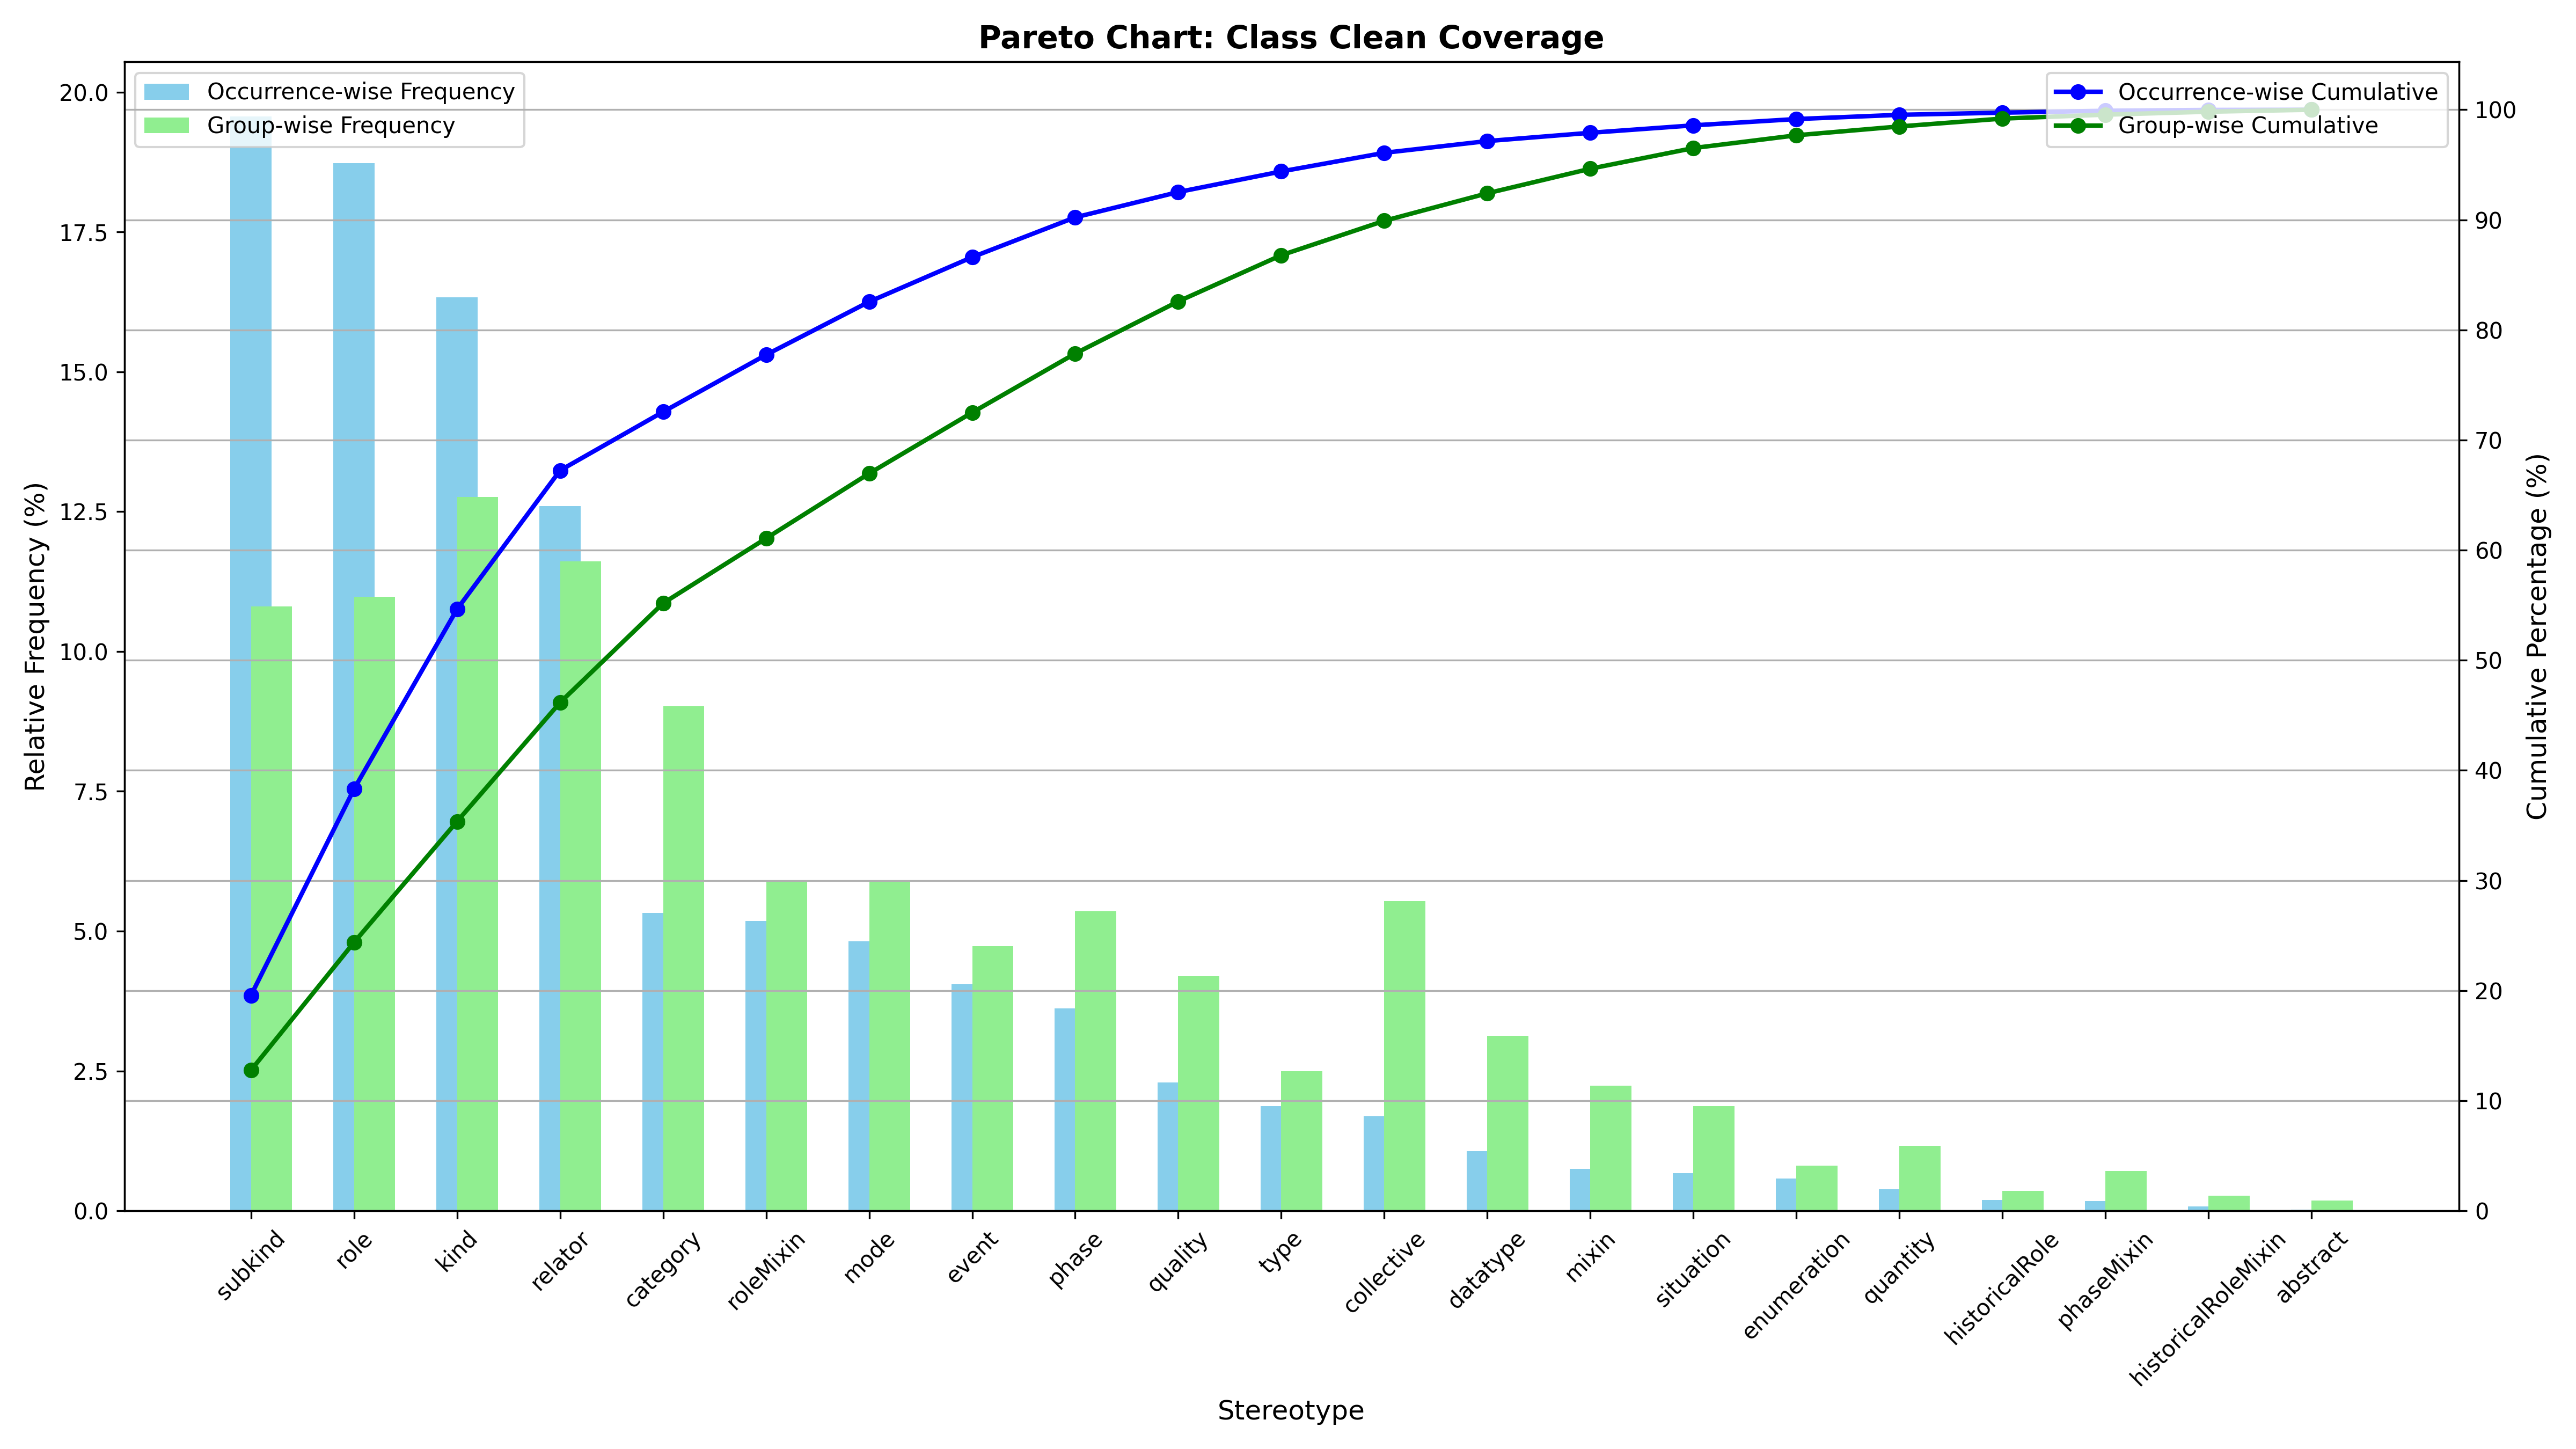 Pareto Chart: Class Clean Coverage
Occurrence-wise Frequency
Group-wise Frequency
Occurrence-wise Cumulative
Group-wise Cumulative
Relative Frequency (%)
20.0
17.5
15.0
12.5
10.0
7.5
5.0
2.5
0.0
Cumulative Percentage (%)
100
90
80
70
60
50
40
30
20
10
0
subkind
role
kind
relator
category
roleMixin
mode
event
phase
quality
type
collective
datatype
mixin
situation
enumeration
quantity
historicalRole
phaseMixin
historicalRoleMixin
abstract
Stereotype